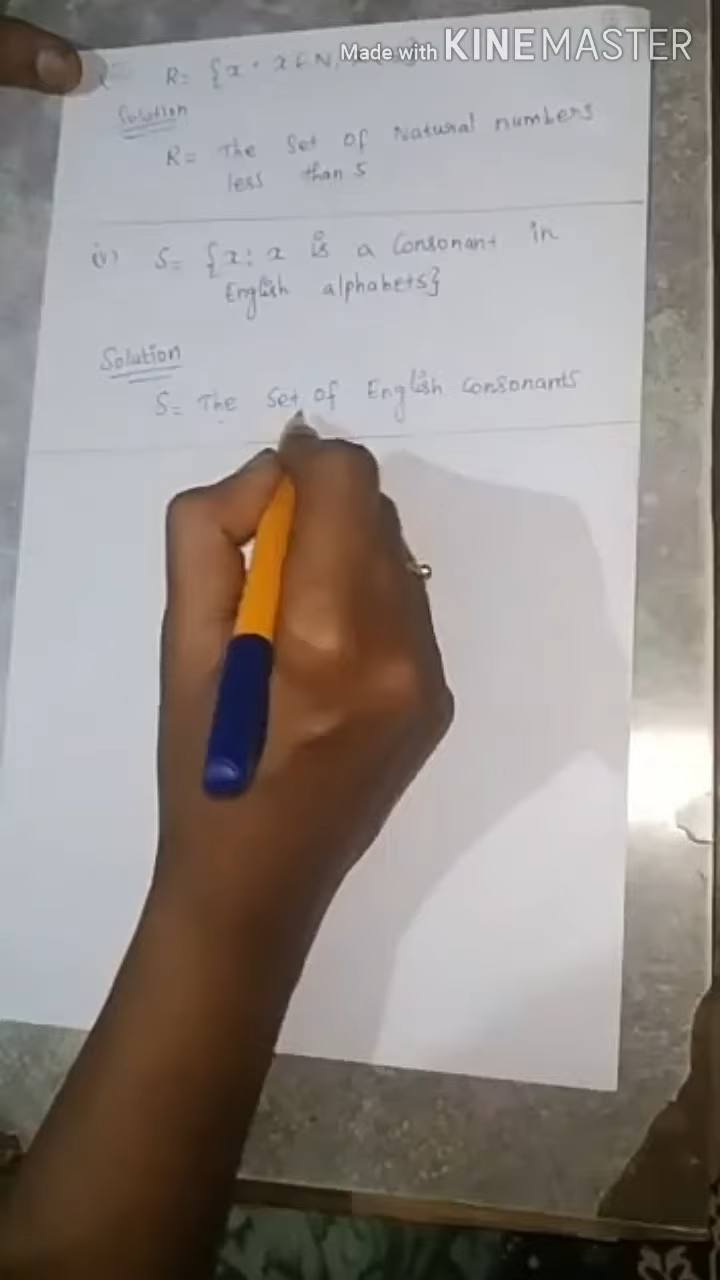 Made with KINEMASTER
R= {x : x ∈ N,
Solution
R= The Set of Natural numbers
less than 5
(v) S= {x: x is a Consonant in
English alphabets}
Solution
S= The Set of English Consonants